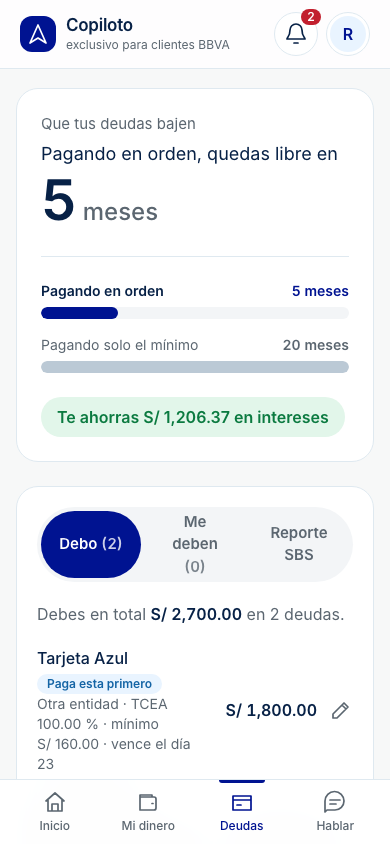 Copiloto
exclusivo para clientes BBVA
2
R
Que tus deudas bajen
Pagando en orden, quedas libre en
5 meses
Pagando en orden 5 meses
Pagando solo el mínimo 20 meses
Te ahorras S/ 1,206.37 en intereses
Debo (2)
Me
deben
(0)
Reporte
SBS
Debes en total S/ 2,700.00 en 2 deudas.
Tarjeta Azul
Paga esta primero
Otra entidad · TCEA
100.00 % · mínimo
S/ 160.00 · vence el día
23
S/ 1,800.00
Inicio
Mi dinero
Deudas
Hablar